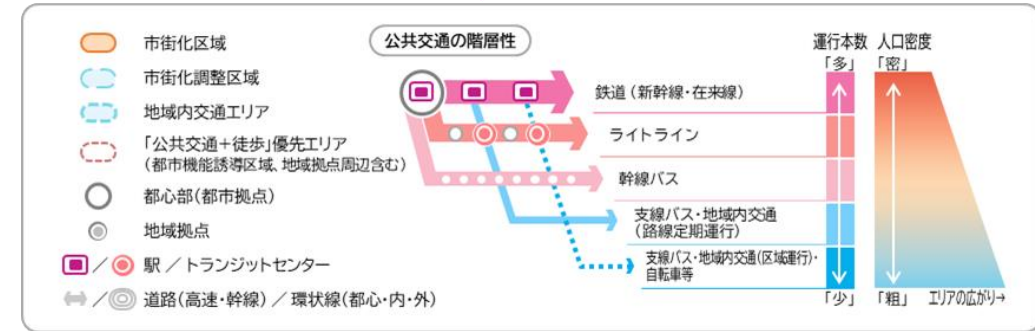 市街化区域
市街化調整区域
地域内交通エリア
「公共交通+徒歩」優先エリア
(都市機能誘導区域、地域拠点周辺含む)
都心部(都市拠点)
地域拠点
／ 駅／トランジットセンター
／ 道路(高速・幹線)／環状線(都心・内・外)
公共交通の階層性
運行本数 人口密度
「多」 「密」
鉄道(新幹線・在来線)
ライトライン
幹線バス
支線バス・地域内交通
(路線定期運行)
支線バス・地域内交通(区域運行)・
自転車等
「少」 「粗」 エリアの広がり→